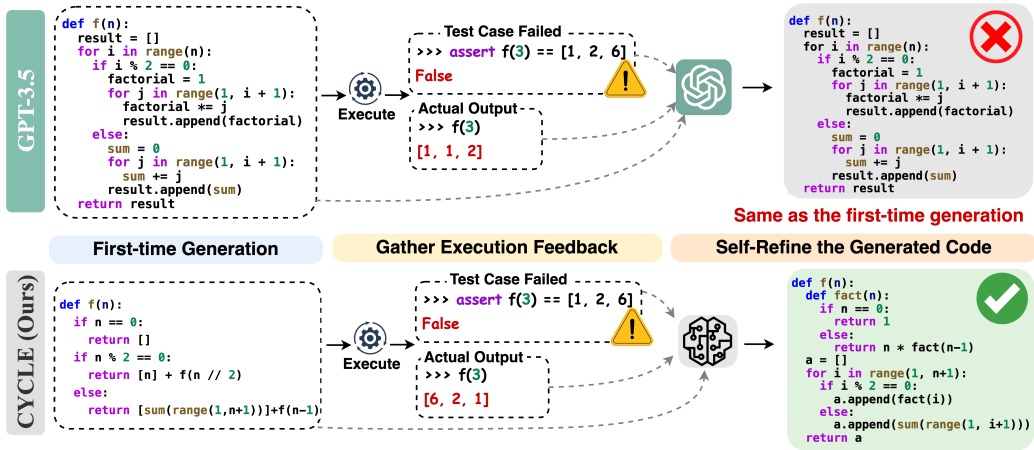 GPT-3.5
def f(n):
  result = []
  for i in range(n):
    if i % 2 == 0:
      factorial = 1
      for j in range(1, i + 1):
        factorial *= j
        result.append(factorial)
    else:
      sum = 0
      for j in range(1, i + 1):
        sum += j
      result.append(sum)
  return result
Execute
Test Case Failed
>>> assert f(3) == [1, 2, 6]
False
Actual Output
>>> f(3)
[1, 1, 2]
def f(n):
  result = []
  for i in range(n):
    if i % 2 == 0:
      factorial = 1
      for j in range(1, i + 1):
        factorial *= j
        result.append(factorial)
    else:
      sum = 0
      for j in range(1, i + 1):
        sum += j
      result.append(sum)
  return result
Same as the first-time generation
First-time Generation
Gather Execution Feedback
Self-Refine the Generated Code
CYCLE (Ours)
def f(n):
  if n == 0:
    return []
  if n % 2 == 0:
    return [n] + f(n // 2)
  else:
    return [sum(range(1,n+1))]+f(n-1)
Execute
Test Case Failed
>>> assert f(3) == [1, 2, 6]
False
Actual Output
>>> f(3)
[6, 2, 1]
def f(n):
  def fact(n):
    if n == 0:
      return 1
    else:
      return n * fact(n-1)
  a = []
  for i in range(1, n+1):
    if i % 2 == 0:
      a.append(fact(i))
    else:
      a.append(sum(range(1, i+1)))
  return a